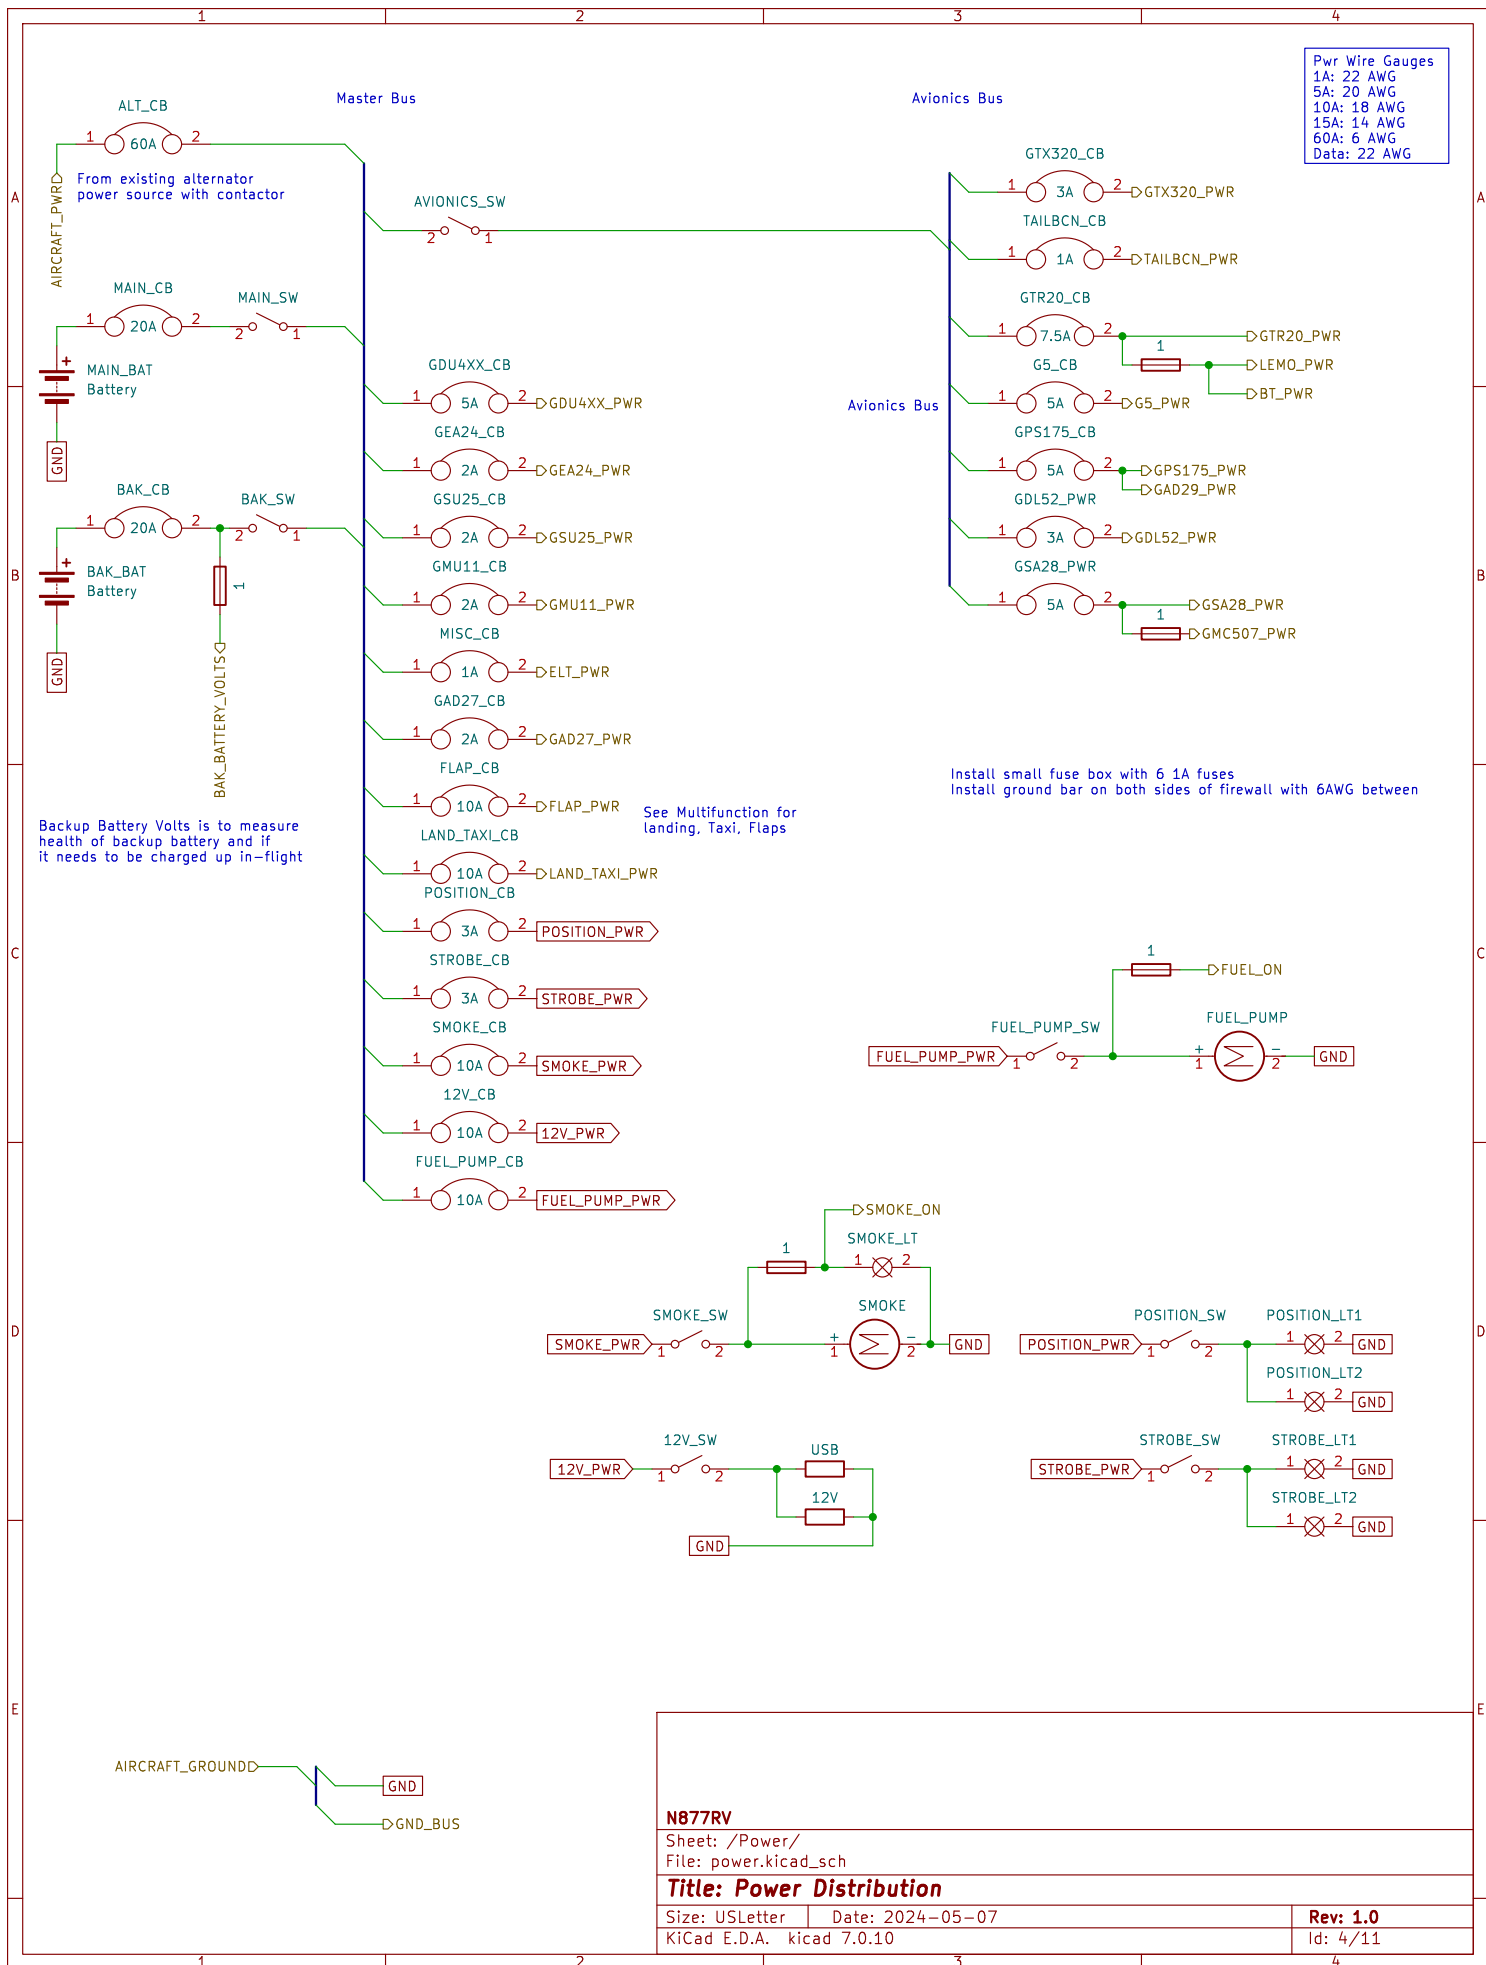 1
2
3
4
Pwr Wire Gauges
1A: 22 AWG
5A: 20 AWG
10A: 18 AWG
15A: 14 AWG
60A: 6 AWG
Data: 22 AWG
Master Bus
Avionics Bus
A
A
ALT_CB
1 60A 2
From existing alternator
power source with contactor
AIRCRAFT_PWR
AVIONICS_SW
2 1
MAIN_CB
1 20A 2
MAIN_SW
2 1
+
MAIN_BAT
Battery
GND
BAK_CB
1 20A 2
BAK_SW
2 1
B
B
+
BAK_BAT
Battery
GND
1
BAK_BATTERY_VOLTS
Backup Battery Volts is to measure
health of backup battery and if
it needs to be charged up in-flight
GDU4XX_CB
1 5A 2 GDU4XX_PWR
GEA24_CB
1 2A 2 GEA24_PWR
GSU25_CB
1 2A 2 GSU25_PWR
GMU11_CB
1 2A 2 GMU11_PWR
MISC_CB
1 1A 2 ELT_PWR
GAD27_CB
1 2A 2 GAD27_PWR
FLAP_CB
1 10A 2 FLAP_PWR
See Multifunction for
landing, Taxi, Flaps
LAND_TAXI_CB
1 10A 2 LAND_TAXI_PWR
POSITION_CB
1 3A 2 POSITION_PWR
STROBE_CB
1 3A 2 STROBE_PWR
SMOKE_CB
1 10A 2 SMOKE_PWR
12V_CB
1 10A 2 12V_PWR
FUEL_PUMP_CB
1 10A 2 FUEL_PUMP_PWR
GTX320_CB
1 3A 2 GTX320_PWR
TAILBCN_CB
1 1A 2 TAILBCN_PWR
GTR20_CB
1 7.5A 2 GTR20_PWR
1 LEMO_PWR
BT_PWR
Avionics Bus
G5_CB
1 5A 2 G5_PWR
GPS175_CB
1 5A 2 GPS175_PWR
GAD29_PWR
GDL52_PWR
1 3A 2 GDL52_PWR
GSA28_PWR
1 5A 2 GSA28_PWR
1 GMC507_PWR
Install small fuse box with 6 1A fuses
Install ground bar on both sides of firewall with 6AWG between
C
C
1
FUEL_ON
FUEL_PUMP_SW
FUEL_PUMP
FUEL_PUMP_PWR 1 2 + 1 - 2 GND
SMOKE_ON
1
SMOKE_LT
1 2
D
D
SMOKE_SW
SMOKE
SMOKE_PWR 1 2 + 1 - 2 GND
POSITION_SW
POSITION_LT1
POSITION_PWR 1 2 1 2 GND
POSITION_LT2
1 2 GND
12V_SW
USB
12V_PWR 1 2
12V
GND
STROBE_SW
STROBE_LT1
STROBE_PWR 1 2 1 2 GND
STROBE_LT2
1 2 GND
E
E
AIRCRAFT_GROUND
GND
GND_BUS
N877RV
Sheet: /Power/
File: power.kicad_sch
Title: Power Distribution
Size: USLetter
Date: 2024-05-07
Rev: 1.0
KiCad E.D.A. kicad 7.0.10
Id: 4/11
1
2
3
4